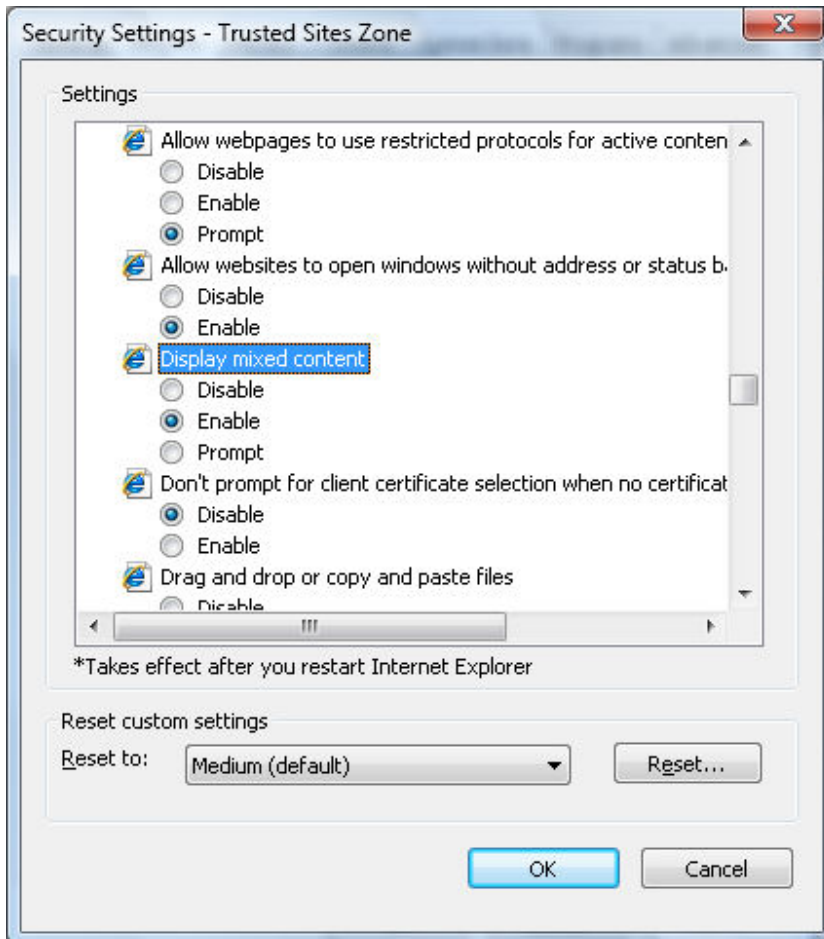 Security Settings - Trusted Sites Zone
Settings
Allow webpages to use restricted protocols for active conten
Disable
Enable
Prompt
Allow websites to open windows without address or status b
Disable
Enable
Display mixed content
Disable
Enable
Prompt
Don't prompt for client certificate selection when no certificat
Disable
Enable
Drag and drop or copy and paste files
Disable
*Takes effect after you restart Internet Explorer
Reset custom settings
Reset to: Medium (default) Reset...
OK Cancel